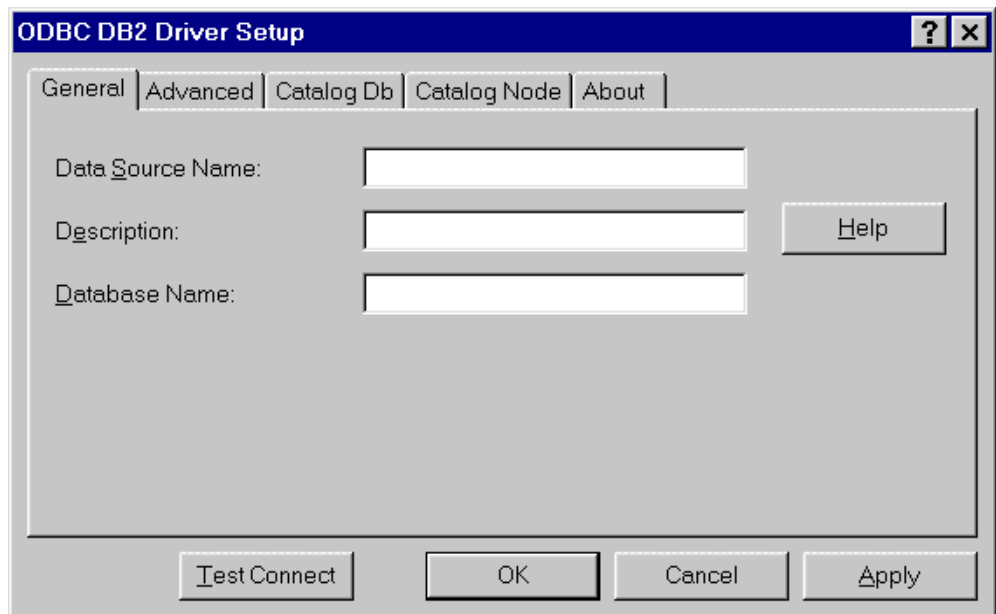 ODBC DB2 Driver Setup
General Advanced Catalog Db Catalog Node About
Data Source Name:
Description:
Help
Database Name:
Test Connect OK Cancel Apply